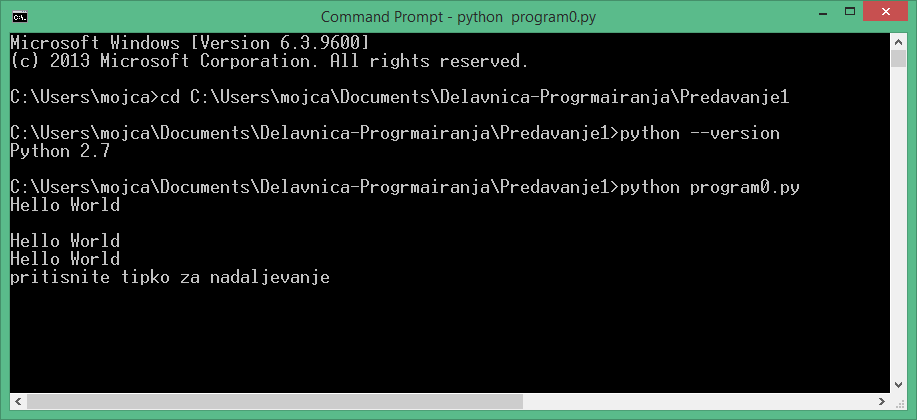 Command Prompt - python  program0.py
Microsoft Windows [Version 6.3.9600]
(c) 2013 Microsoft Corporation. All rights reserved.
C:\Users\mojca>cd C:\Users\mojca\Documents\Delavnica-Progrmairanja\Predavanje1
C:\Users\mojca\Documents\Delavnica-Progrmairanja\Predavanje1>python --version
Python 2.7
C:\Users\mojca\Documents\Delavnica-Progrmairanja\Predavanje1>python program0.py
Hello World
Hello World
Hello World
pritisnite tipko za nadaljevanje